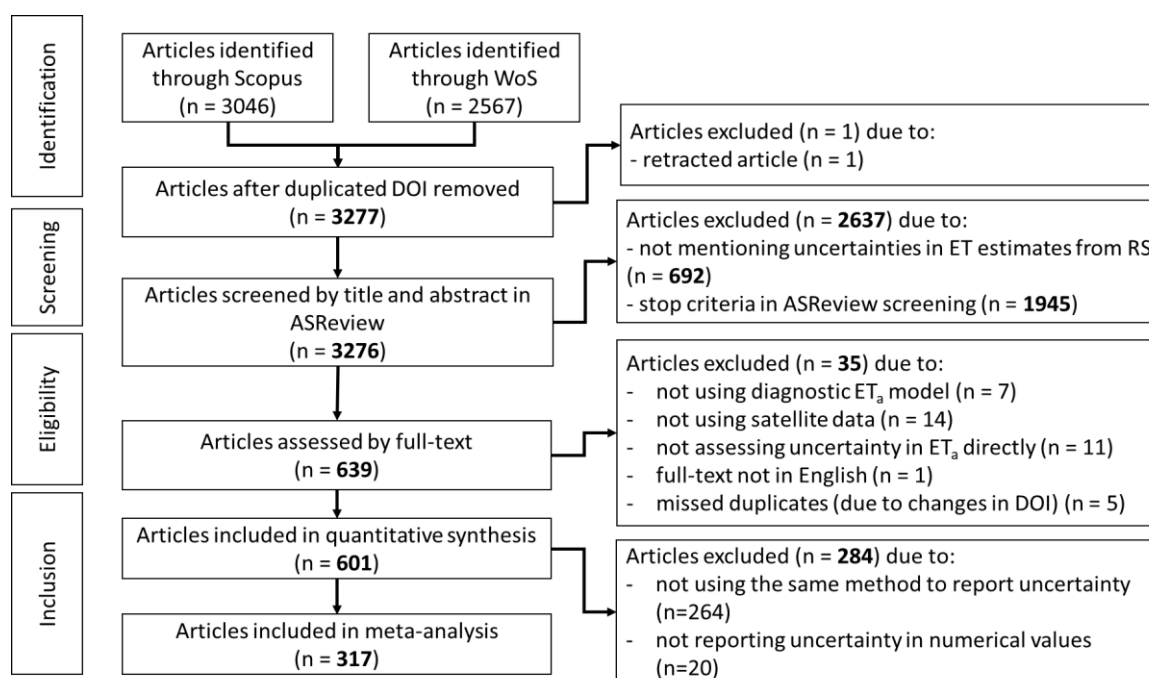 Identification
Articles identified
through Scopus
(n = 3046)
Articles identified
through WoS
(n = 2567)
Articles after duplicated DOI removed
(n = 3277)
Articles excluded (n = 1) due to:
- retracted article (n = 1)
Screening
Articles screened by title and abstract in
ASReview
(n = 3276)
Articles excluded (n = 2637) due to:
- not mentioning uncertainties in ET estimates from RS
(n = 692)
- stop criteria in ASReview screening (n = 1945)
Eligibility
Articles assessed by full-text
(n = 639)
Articles excluded (n = 35) due to:
- not using diagnostic ETa model (n = 7)
- not using satellite data (n = 14)
- not assessing uncertainty in ETa directly (n = 11)
- full-text not in English (n = 1)
- missed duplicates (due to changes in DOI) (n = 5)
Inclusion
Articles included in quantitative synthesis
(n = 601)
Articles included in meta-analysis
(n = 317)
Articles excluded (n = 284) due to:
- not using the same method to report uncertainty
(n=264)
- not reporting uncertainty in numerical values
(n=20)